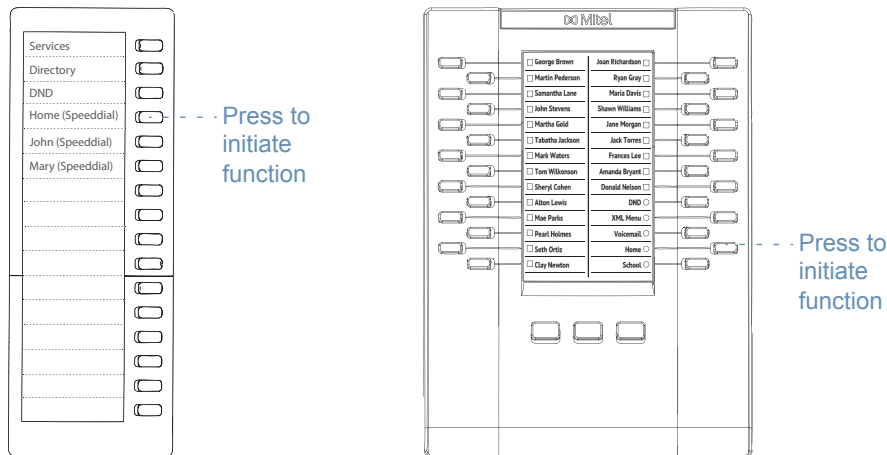 Services
Directory
DND
Home (Speeddial)
John (Speeddial)
Mary (Speeddial)
Press to
initiate
function
Mitel
George Brown Joan Richardson
Martin Pederson Ryan Gray
Samantha Lane Maria Davis
John Stevens Shawn Williams
Martha Gold Jane Morgan
Tabatha Jackson Jack Torres
Mark Waters Frances Lee
Tom Wilkonson Amanda Bryant
Sheryl Cohen Donald Nelson
Alton Lewis DND
Mae Parks XML Menu
Pearl Holmes Voicemail
Seth Ortiz Home
Clay Newton School
Press to
initiate
function